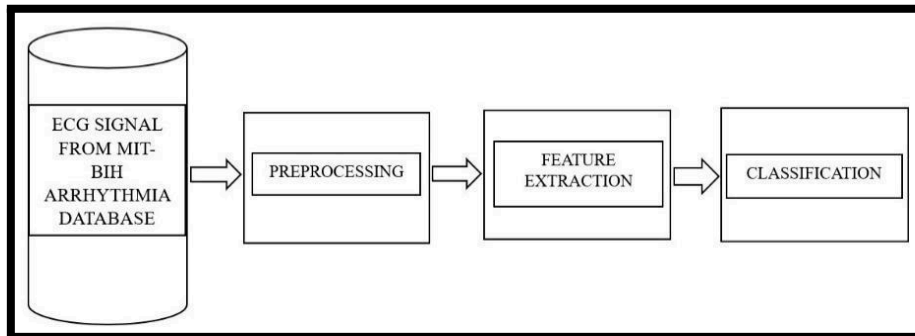 ECG SIGNAL
FROM MIT-
BIH
ARRHYTHMIA
DATABASE
PREPROCESSING
FEATURE
EXTRACTION
CLASSIFICATION